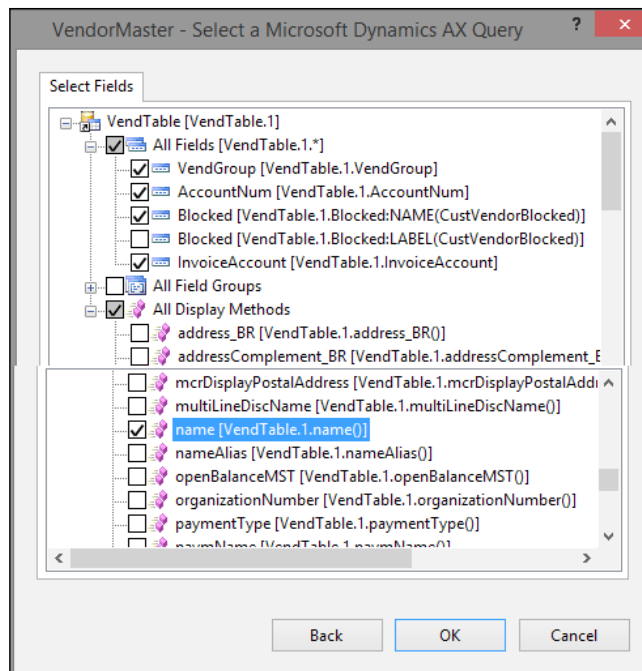 VendorMaster - Select a Microsoft Dynamics AX Query
?
Select Fields
VendTable [VendTable.1]
All Fields [VendTable.1.*]
VendGroup [VendTable.1.VendGroup]
AccountNum [VendTable.1.AccountNum]
Blocked [VendTable.1.Blocked:NAME(CustVendorBlocked)]
Blocked [VendTable.1.Blocked:LABEL(CustVendorBlocked)]
InvoiceAccount [VendTable.1.InvoiceAccount]
All Field Groups
All Display Methods
address_BR [VendTable.1.address_BR()]
addressComplement_BR [VendTable.1.addressComplement_B
mcrDisplayPostalAddress [VendTable.1.mcrDisplayPostalAddr
multiLineDiscName [VendTable.1.multiLineDiscName()]
name [VendTable.1.name()]
nameAlias [VendTable.1.nameAlias()]
openBalanceMST [VendTable.1.openBalanceMST()]
organizationNumber [VendTable.1.organizationNumber()]
paymentType [VendTable.1.paymentType()]
paymName [VendTable.1.paymName()]
Back
OK
Cancel